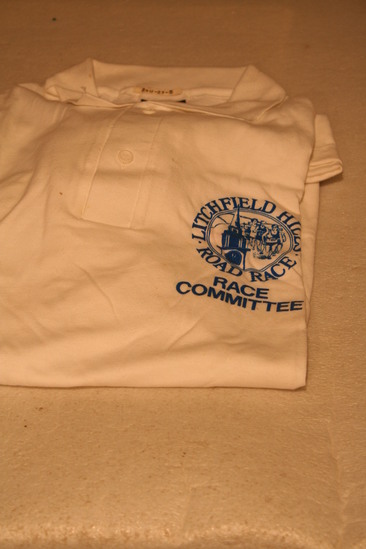 LITCHFIELD HILLS
ROAD RACE
RACE
COMMITTEE